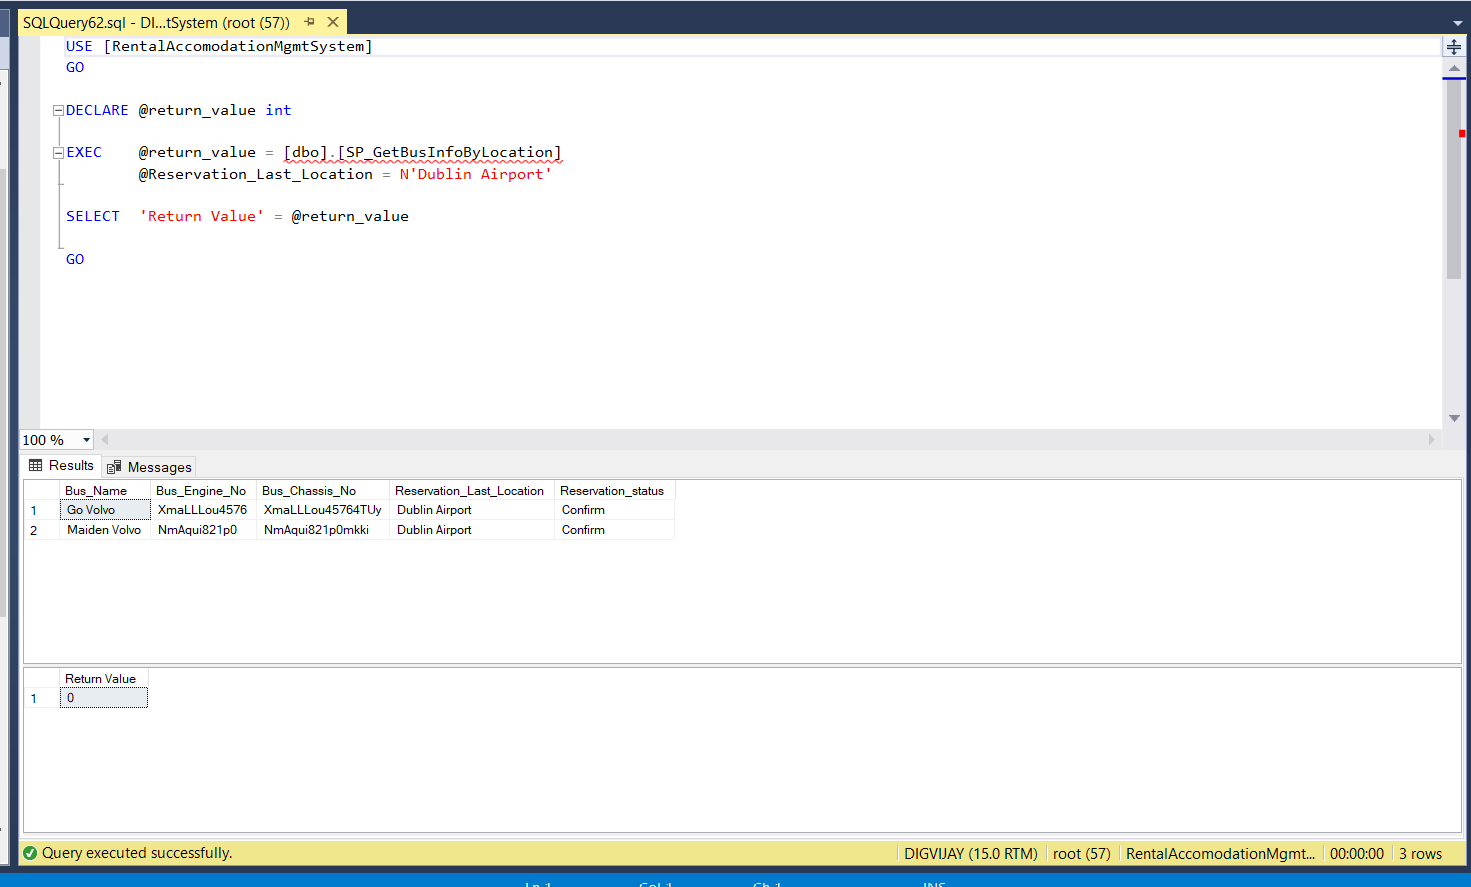 SQLQuery62.sql - DI...tSystem (root (57))
USE [RentalAccomodationMgmtSystem]
GO
DECLARE @return_value int
EXEC @return_value = [dbo].[SP_GetBusInfoByLocation]
@Reservation_Last_Location = N'Dublin Airport'
SELECT 'Return Value' = @return_value
GO
100 %
Results Messages
Bus_Name Bus_Engine_No Bus_Chassis_No Reservation_Last_Location Reservation_status
1 Go Volvo XmaLLLou4576 XmaLLLou45764TUy Dublin Airport Confirm
2 Maiden Volvo NmAqui821p0 NmAqui821p0mkki Dublin Airport Confirm
Return Value
1 0
Query executed successfully. DIGVIJAY (15.0 RTM) root (57) RentalAccomodationMgmt... 00:00:00 3 rows